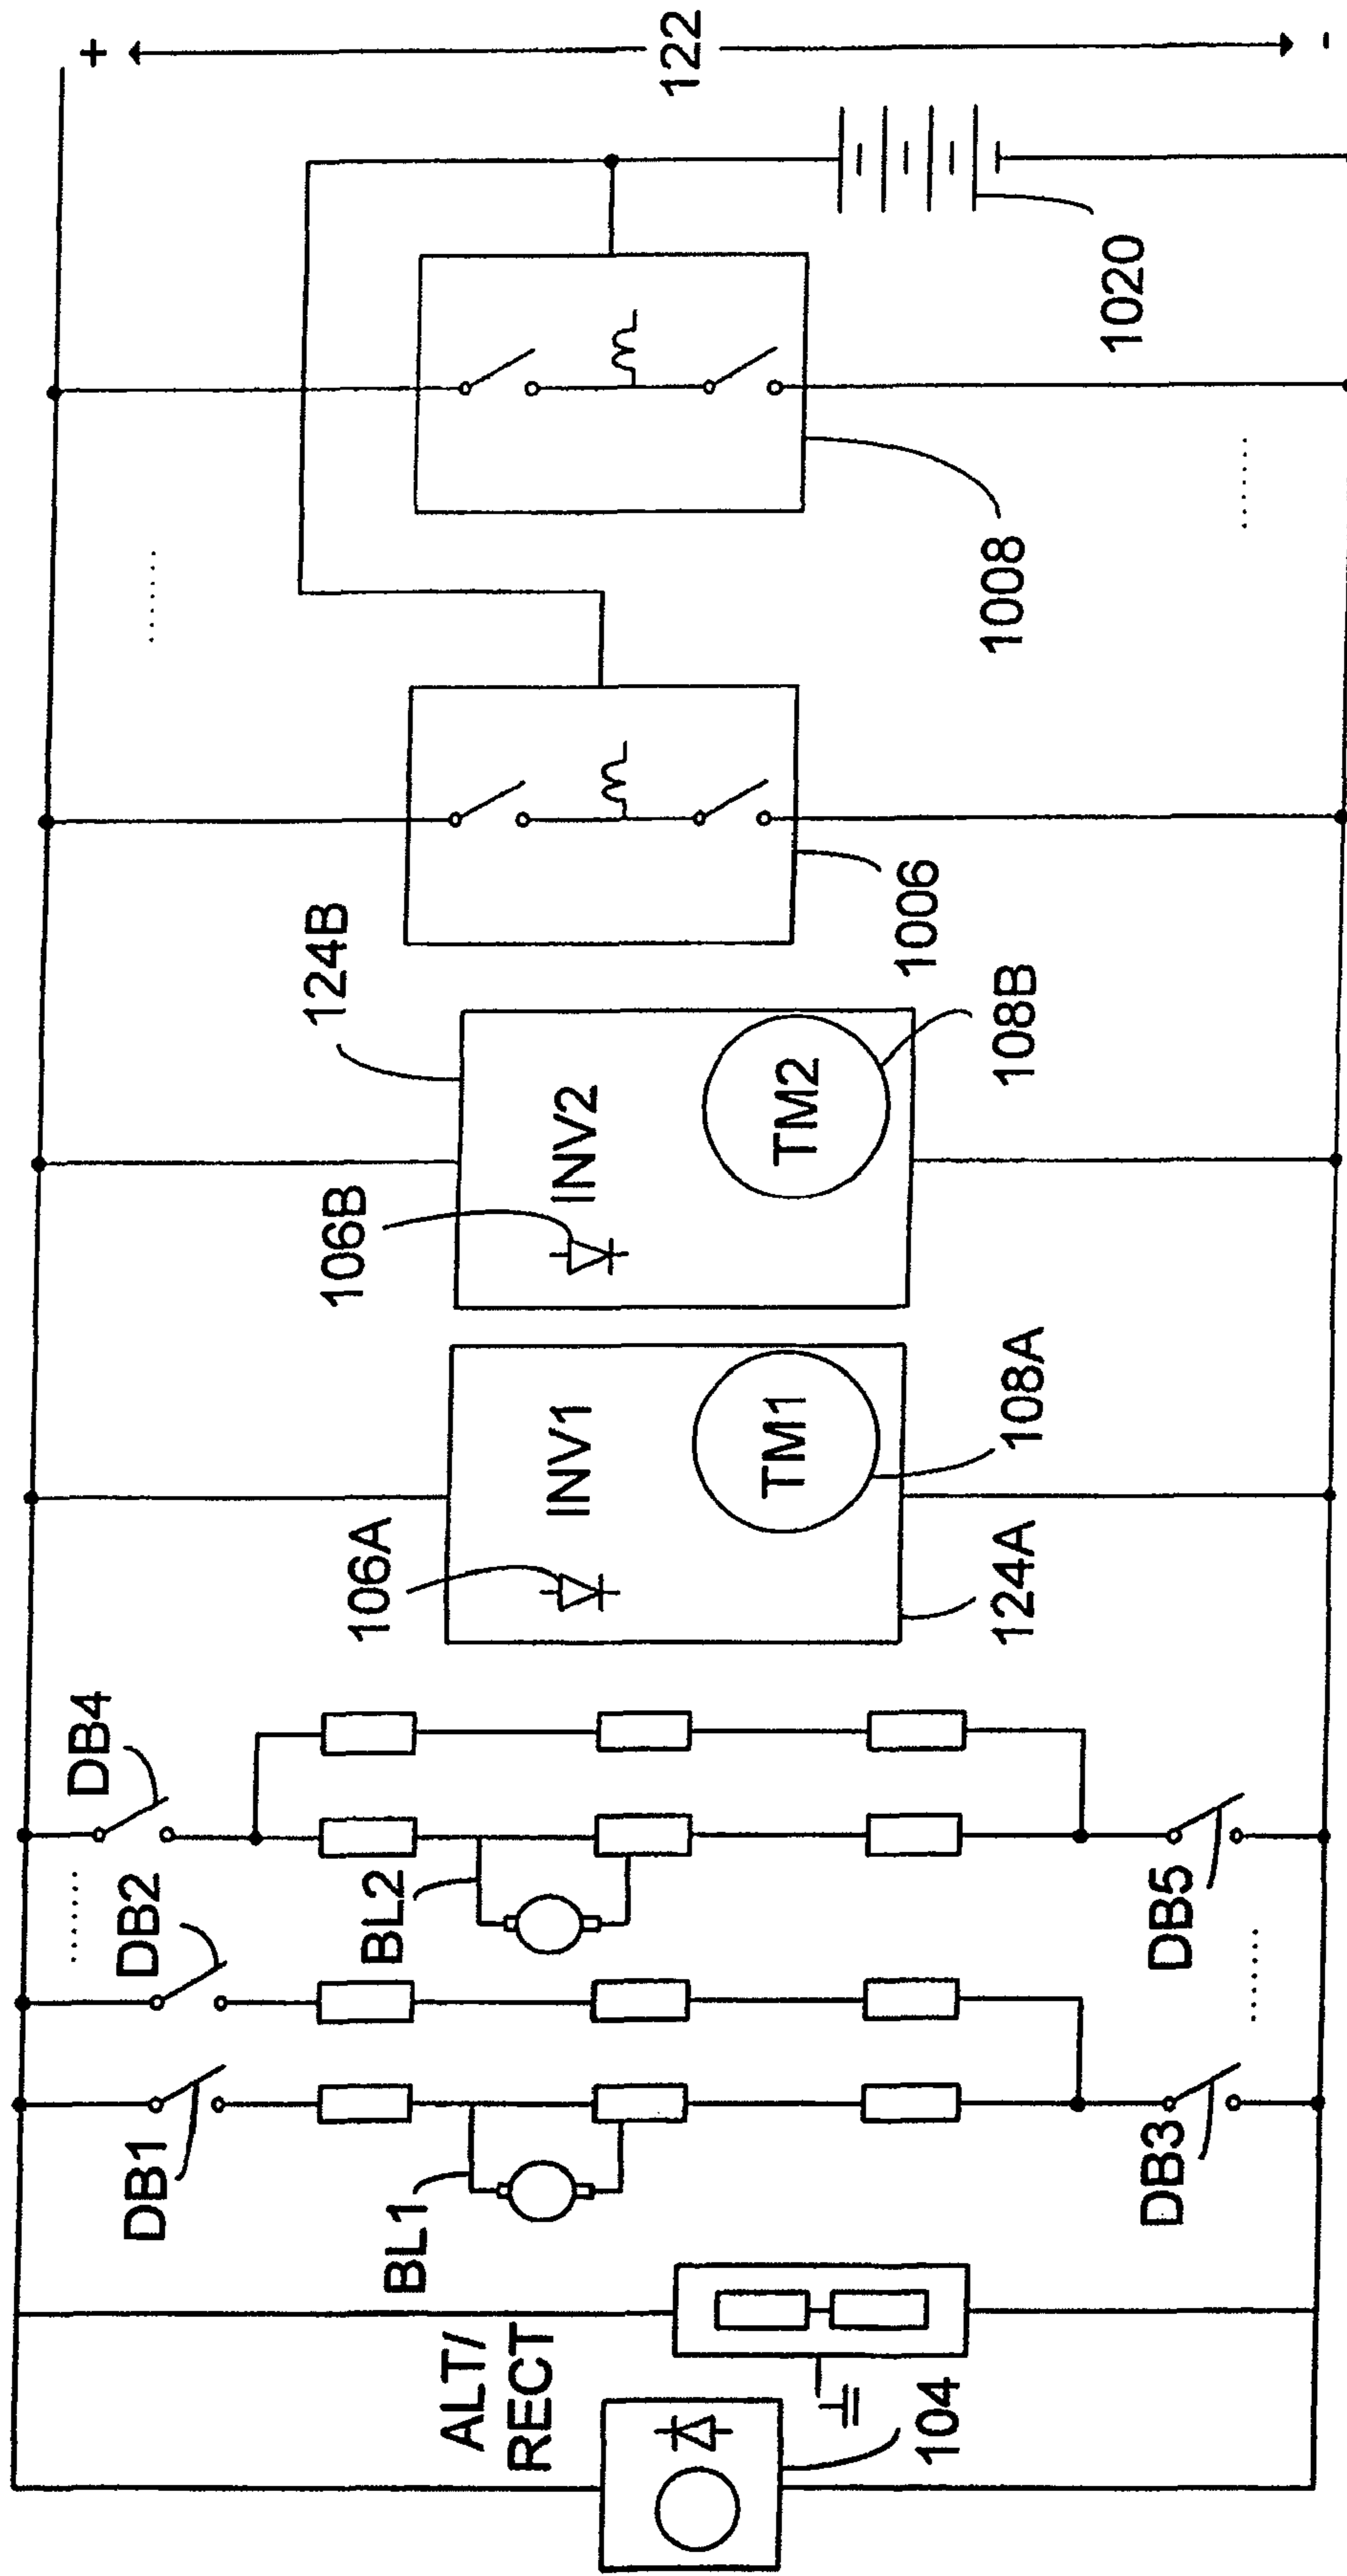 +
122
-
1020
1008
1006
124B
INV2
106B
TM2
108B
INV1
106A
TM1
108A
124A
DB4
DB2
BL2
DB5
DB1
BL1
DB3
ALT/
RECT
104